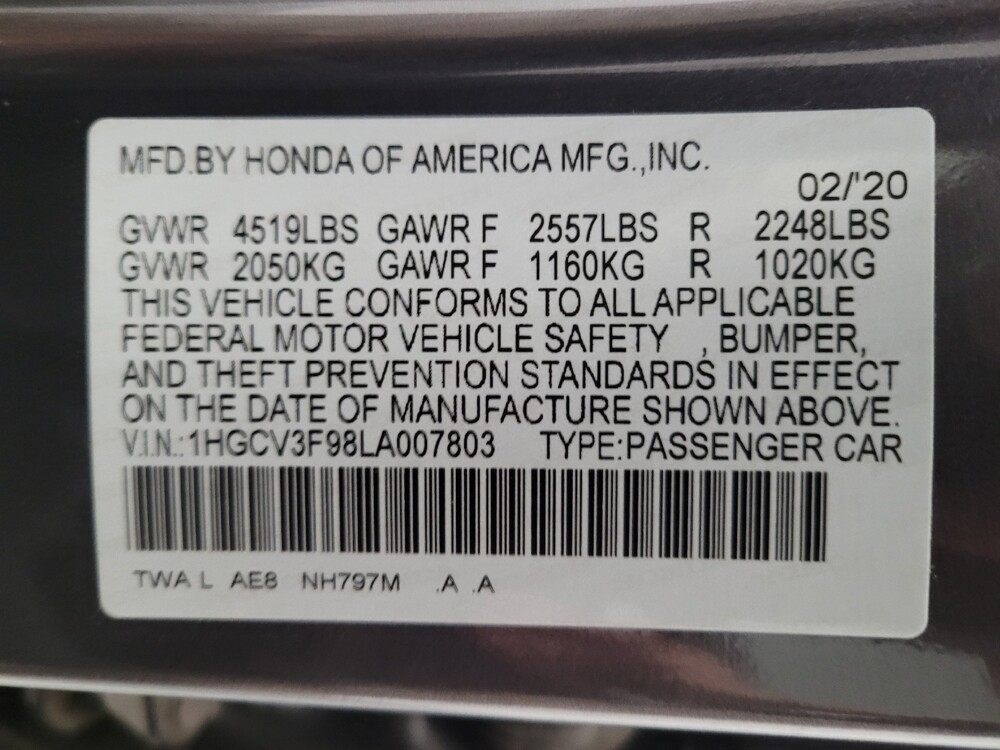 MFD.BY HONDA OF AMERICA MFG.,INC.
02/'20
GVWR 4519LBS GAWR F 2557LBS R 2248LBS
GVWR 2050KG GAWR F 1160KG R 1020KG
THIS VEHICLE CONFORMS TO ALL APPLICABLE
FEDERAL MOTOR VEHICLE SAFETY , BUMPER,
AND THEFT PREVENTION STANDARDS IN EFFECT
ON THE DATE OF MANUFACTURE SHOWN ABOVE.
V.I.N.:1HGCV3F98LA007803 TYPE:PASSENGER CAR
TWA L AE8 NH797M .A .A